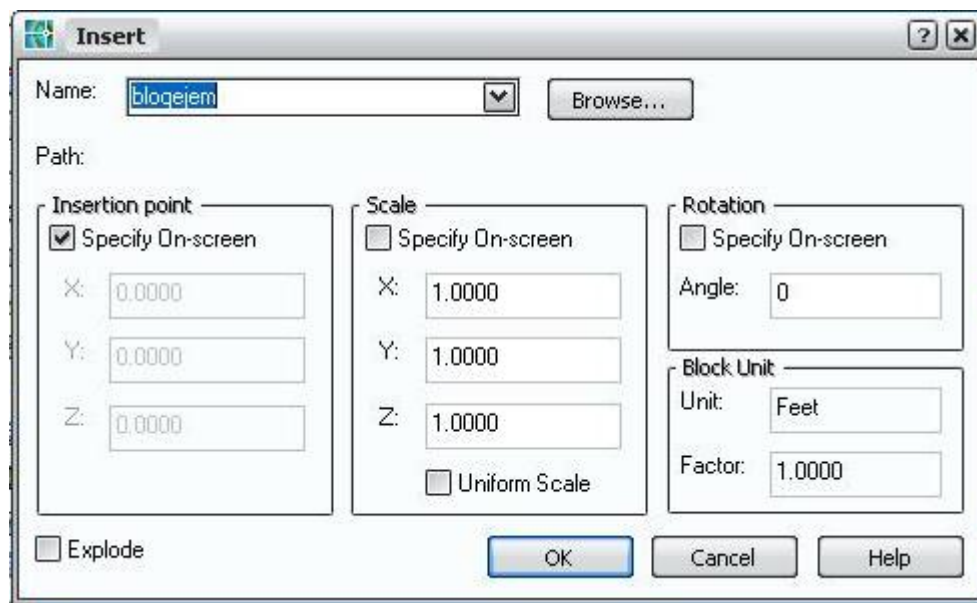 Insert
Name: bloqejem Browse...
Path:
Insertion point
Specify On-screen
X: 0.0000
Y: 0.0000
Z: 0.0000
Scale
Specify On-screen
X: 1.0000
Y: 1.0000
Z: 1.0000
Uniform Scale
Rotation
Specify On-screen
Angle: 0
Block Unit
Unit: Feet
Factor: 1.0000
Explode
OK Cancel Help